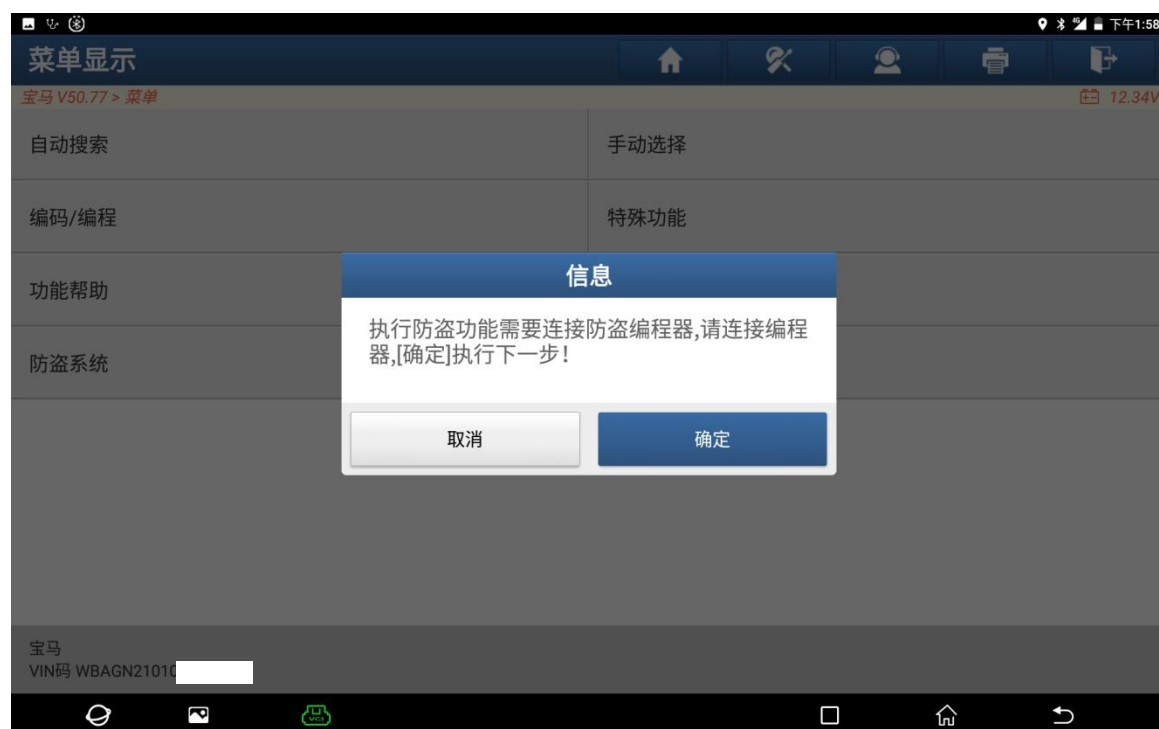 4G 下午1:58
菜单显示
宝马 V50.77 > 菜单 12.34V
自动搜索 手动选择
编码/编程 特殊功能
功能帮助
防盗系统
信息
执行防盗功能需要连接防盗编程器,请连接编程
器,[确定]执行下一步!
取消 确定
宝马
VIN码 WBAGN2101
VCI